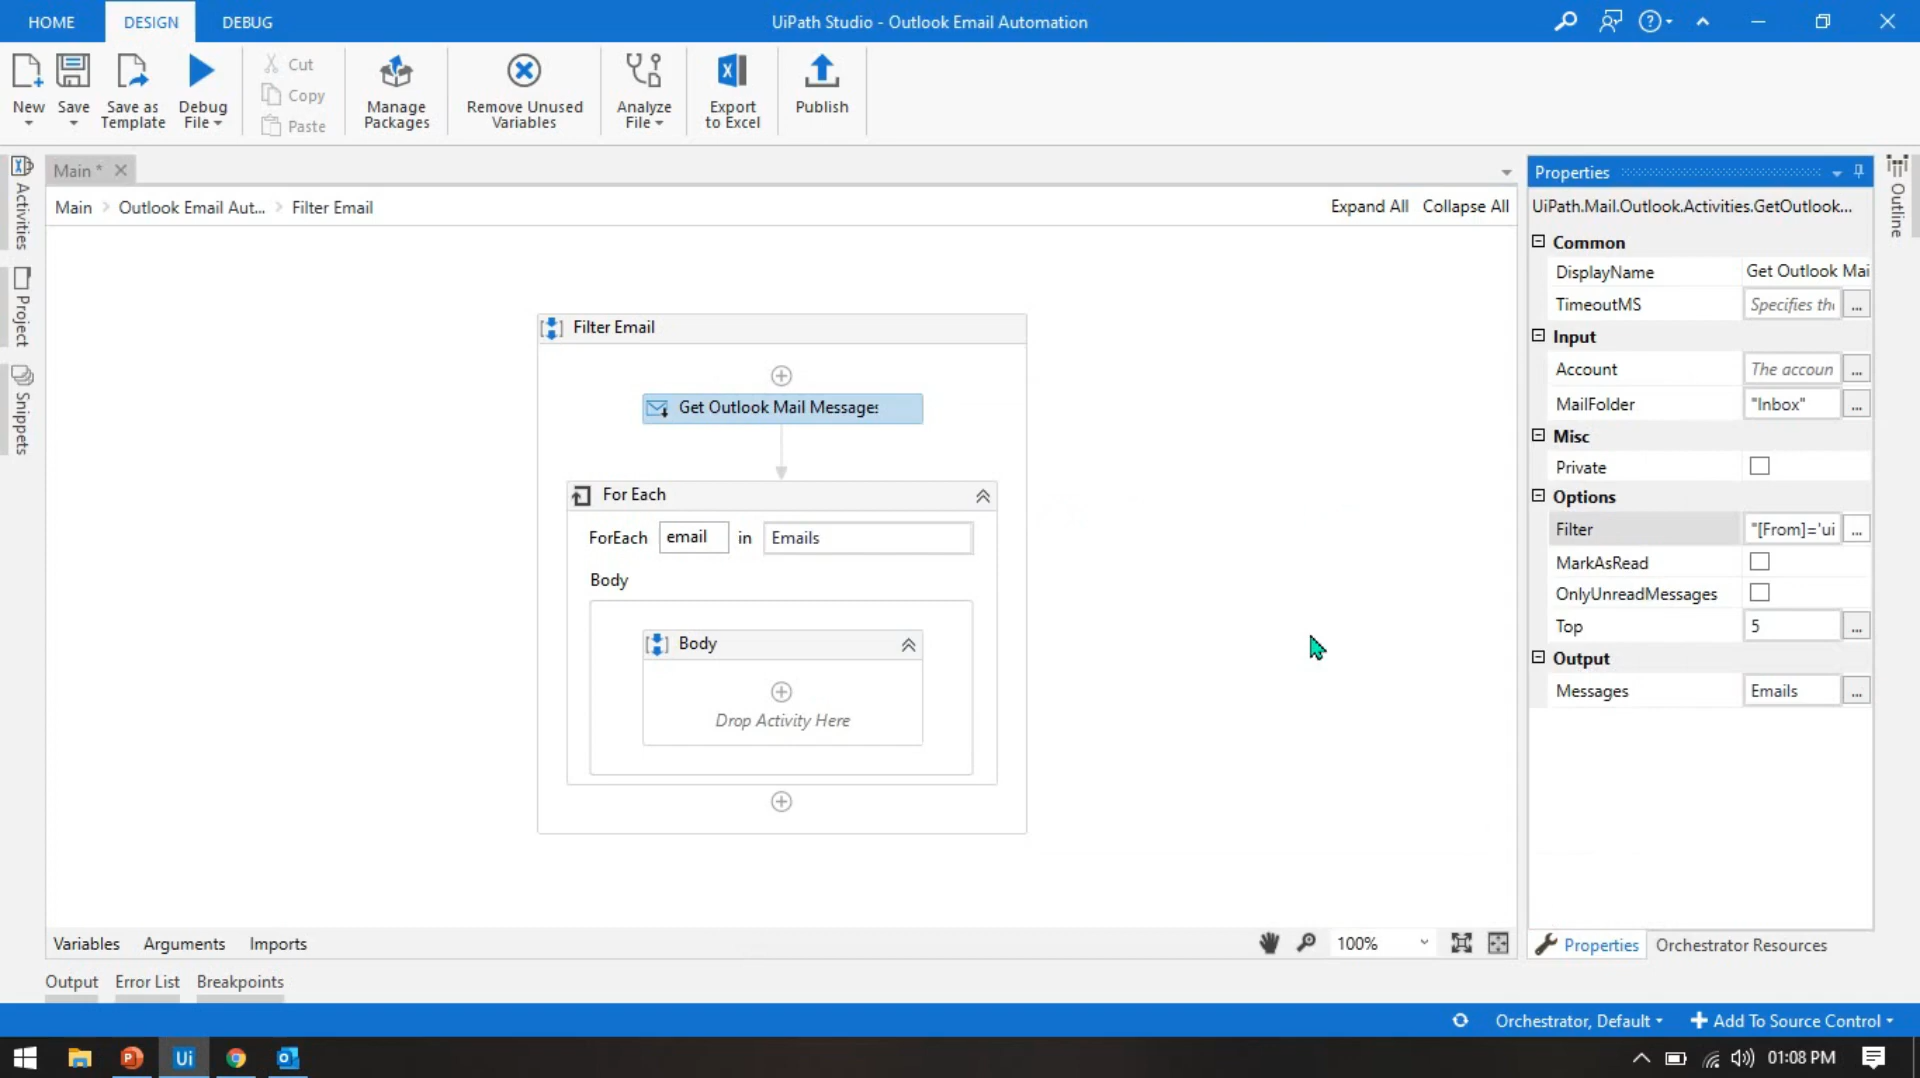 HOME
DESIGN
DEBUG
UiPath Studio - Outlook Email Automation
New
Save
Save as
Template
Debug
File
Cut
Copy
Paste
Manage
Packages
Remove Unused
Variables
Analyze
File
Export
to Excel
Publish
Activities
Project
Snippets
Main *
Main
Outlook Email Aut...
Filter Email
Expand All
Collapse All
Filter Email
Get Outlook Mail Messages
For Each
ForEach
email
in
Emails
Body
Body
Drop Activity Here
Variables
Arguments
Imports
100%
Output
Error List
Breakpoints
Properties
UiPath.Mail.Outlook.Activities.GetOutlook...
Common
DisplayName
Get Outlook Mai
TimeoutMS
Specifies the
...
Input
Account
The accoun
...
MailFolder
"Inbox"
...
Misc
Private
Options
Filter
"[From]='ui
...
MarkAsRead
OnlyUnreadMessages
Top
5
...
Output
Messages
Emails
...
Properties
Orchestrator Resources
Outline
Orchestrator, Default
Add To Source Control
Ui
01:08 PM